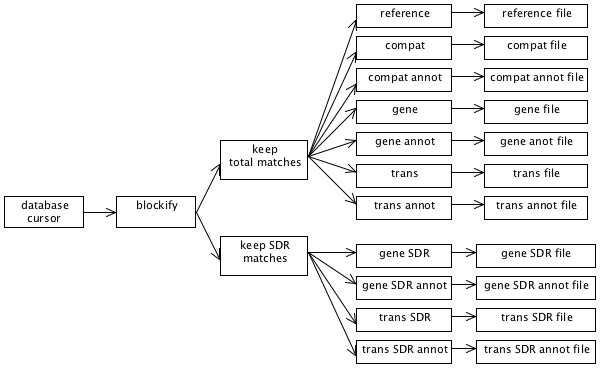 reference
reference file
compat
compat file
compat annot
compat annot file
gene
gene file
gene annot
gene anot file
trans
trans file
trans annot
trans annot file
keep
total matches
database
cursor
blockify
keep SDR
matches
gene SDR
gene SDR file
gene SDR annot
gene SDR annot file
trans SDR
trans SDR file
trans SDR annot
trans SDR annot file